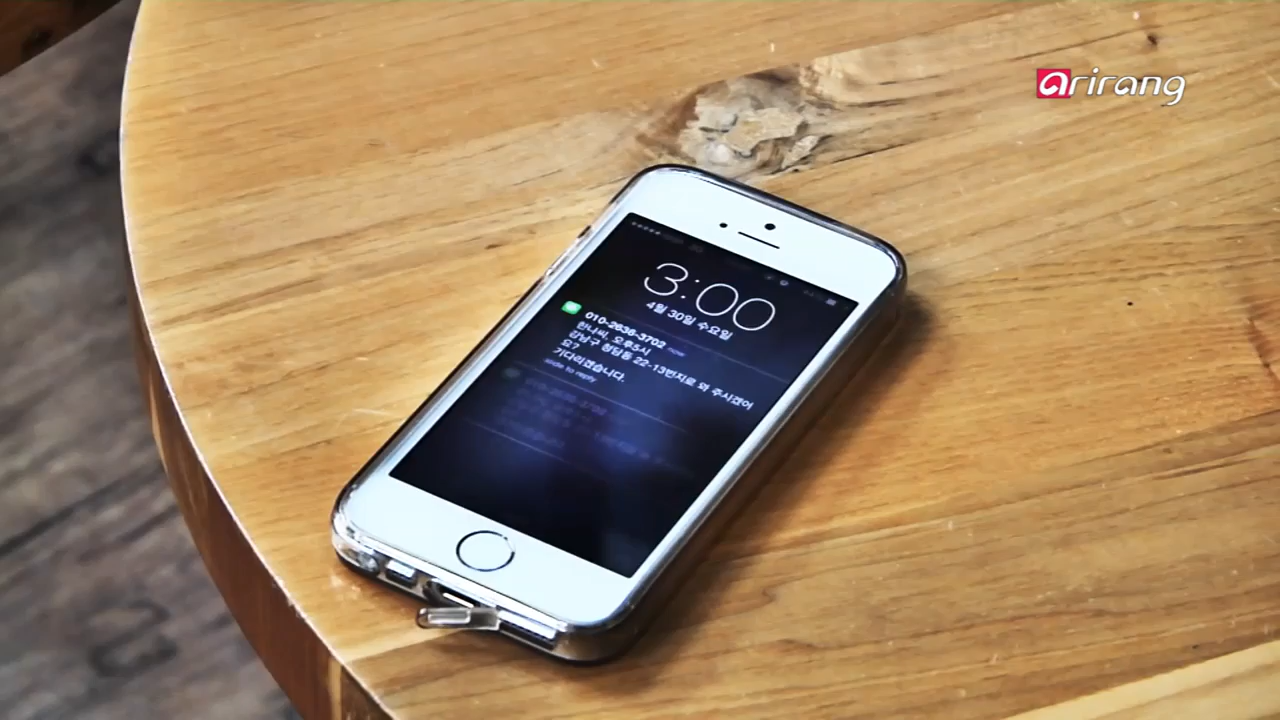 arirang
3:00
4월 30일 수요일
010-2636-3702 now
한나씨, 오후5시
강남구 청담동 22-13번지로 와 주시겠어
요?
기다리겠습니다.
slide to reply